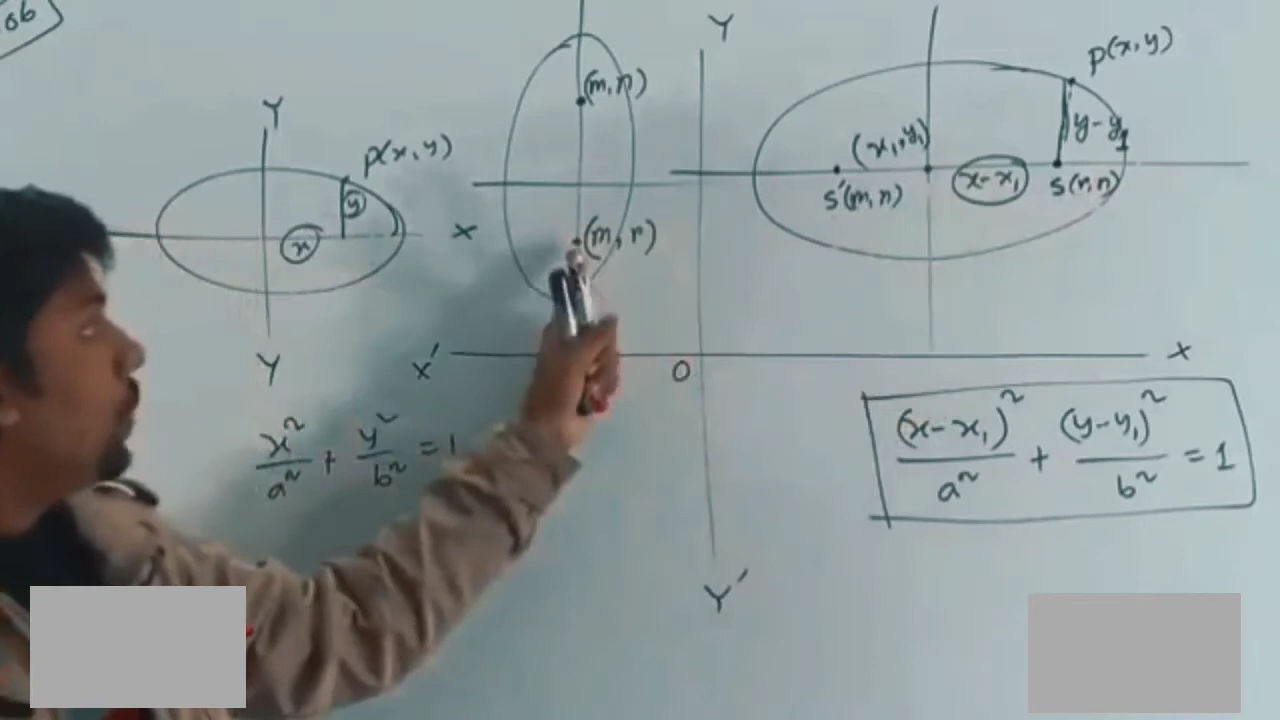 06
Y
P(x, y)
y
x
x
Y
x²/a² + y²/b² = 1
(m, n)
(m, n)
Y
P(x, y)
(x₁, y₁)
y-y₁
S'(m, n)
x-x₁
S(m, n)
X'
O
X
Y'
(x-x₁)²/a² + (y-y₁)²/b² = 1